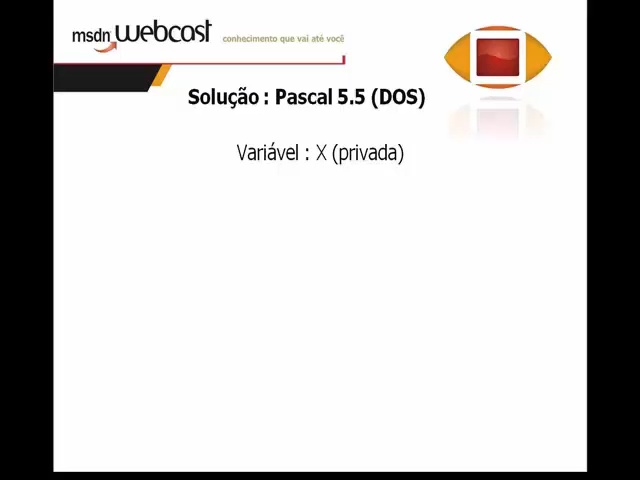 msdn webcast
conhecimento que vai até você
Solução : Pascal 5.5 (DOS)
Variável : X (privada)